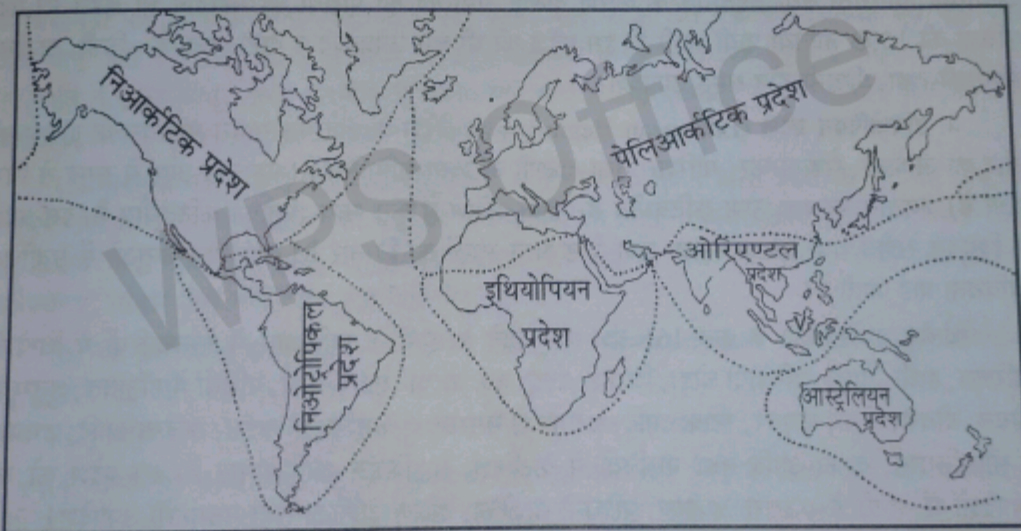 निआर्कटिक प्रदेश
पेलिआर्कटिक प्रदेश
ओरिएण्टल
प्रदेश
इथियोपियन
प्रदेश
निओट्रोपिकल
प्रदेश
आस्ट्रेलियन
प्रदेश
WPS Office